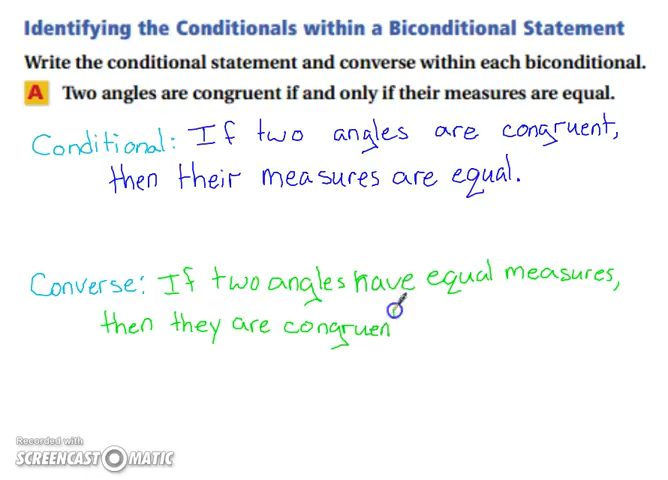 Identifying the Conditionals within a Biconditional Statement
Write the conditional statement and converse within each biconditional.
A Two angles are congruent if and only if their measures are equal.
Conditional: If two angles are congruent,
then their measures are equal.
Converse: If two angles have equal measures,
then they are congruen
Recorded with
SCREENCAST-O-MATIC